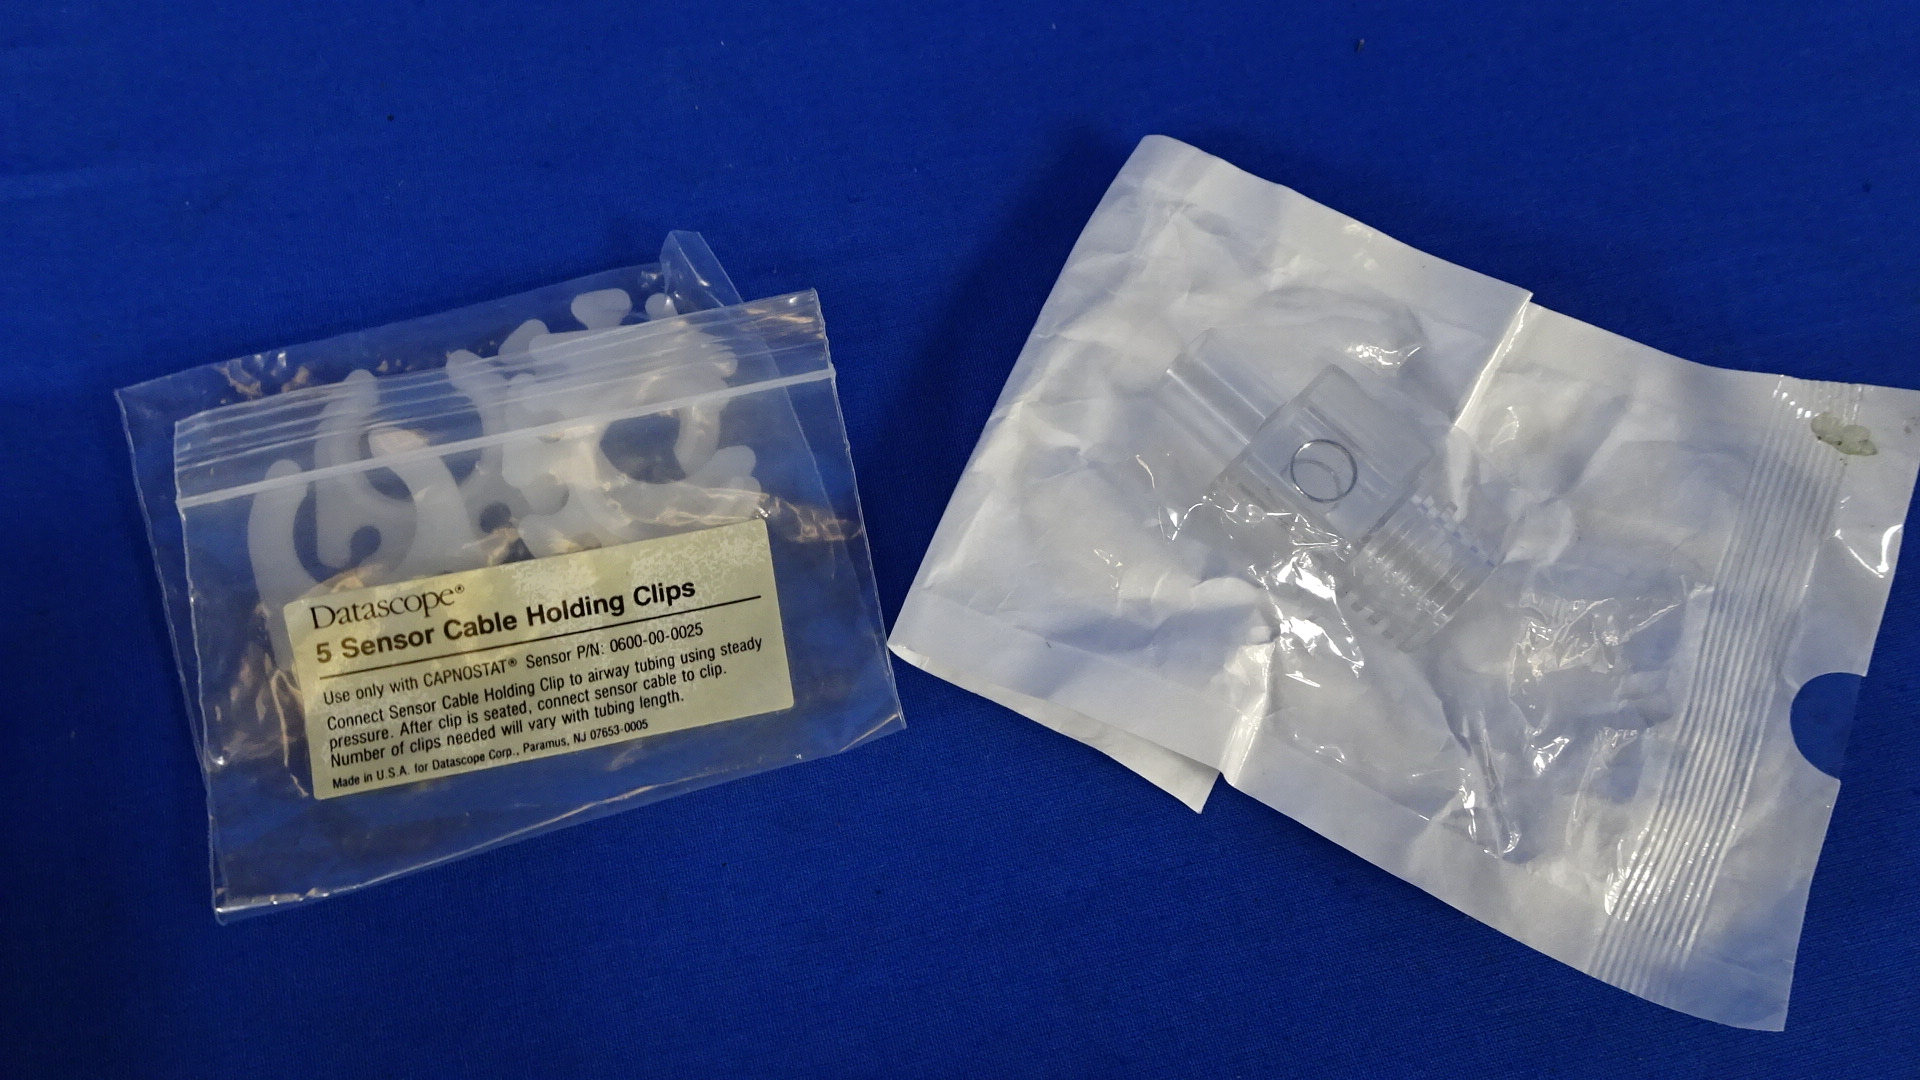 Datascope®
5 Sensor Cable Holding Clips
Use only with CAPNOSTAT® Sensor P/N: 0600-00-0025
Connect Sensor Cable Holding Clip to airway tubing using steady
pressure. After clip is seated, connect sensor cable to clip.
Number of clips needed will vary with tubing length.
Made in U.S.A. for Datascope Corp., Paramus, NJ 07653-0005